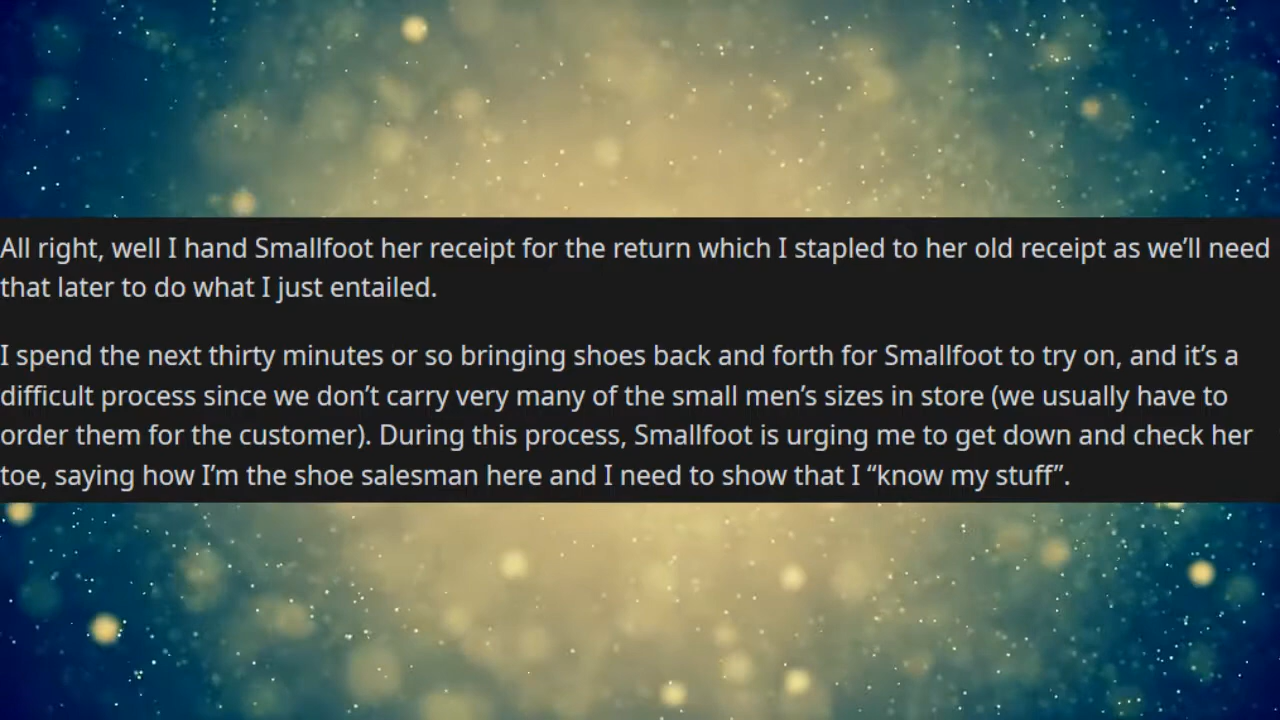 All right, well I hand Smallfoot her receipt for the return which I stapled to her old receipt as we’ll need
that later to do what I just entailed.
I spend the next thirty minutes or so bringing shoes back and forth for Smallfoot to try on, and it’s a
difficult process since we don’t carry very many of the small men’s sizes in store (we usually have to
order them for the customer). During this process, Smallfoot is urging me to get down and check her
toe, saying how I’m the shoe salesman here and I need to show that I “know my stuff”.